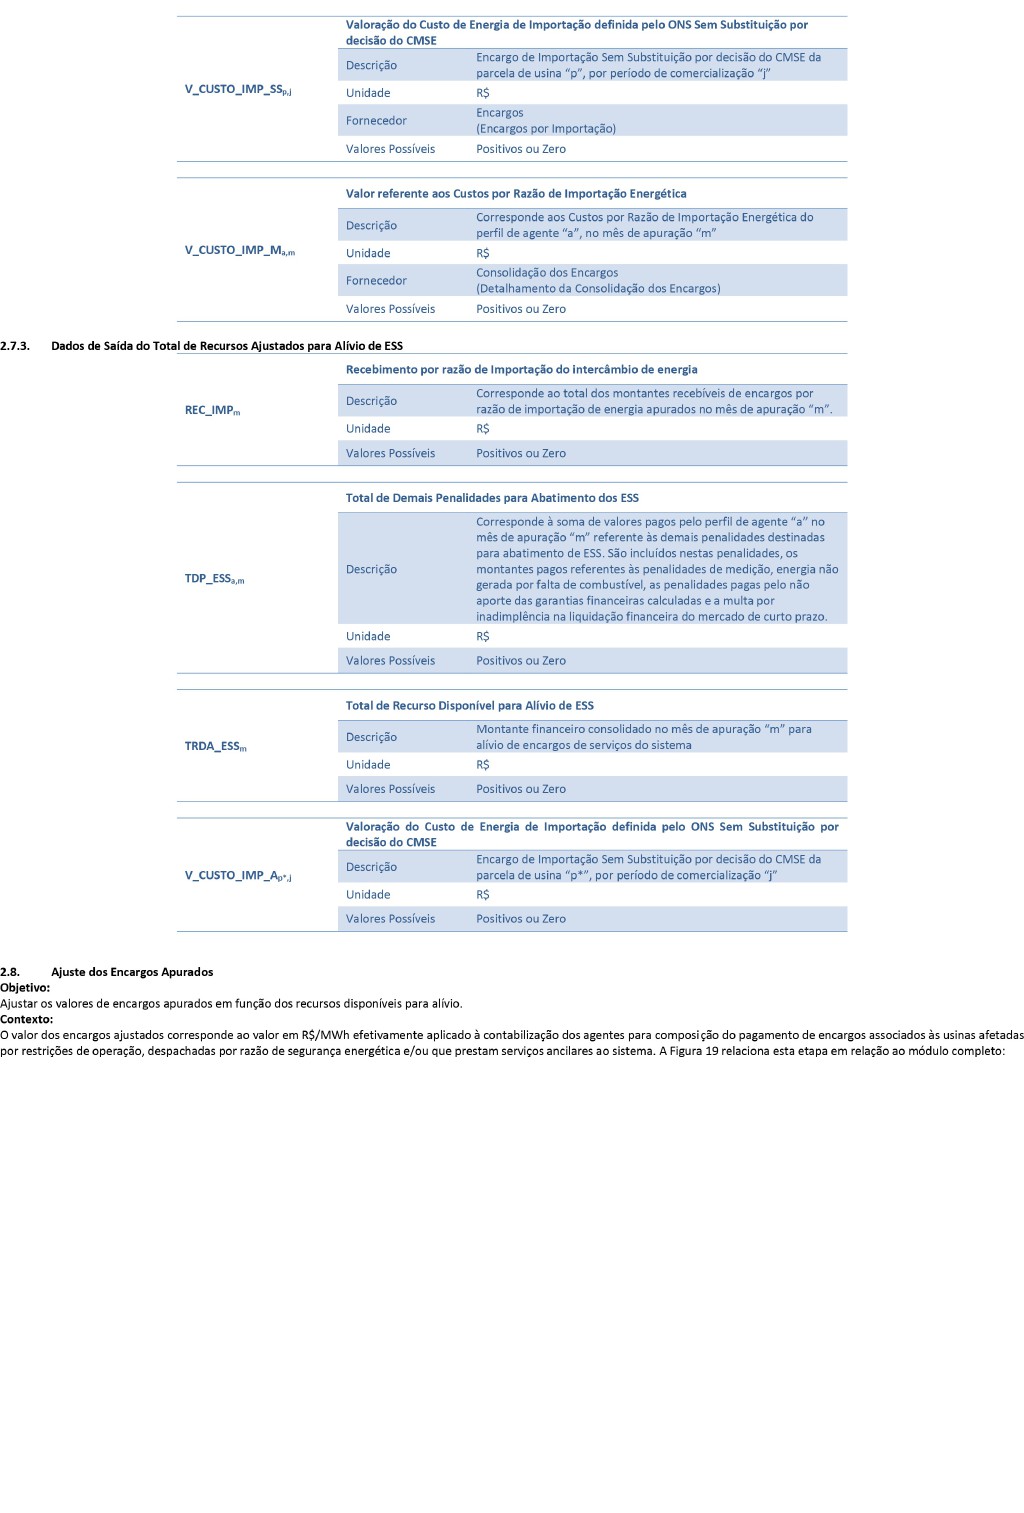 Valoração do Custo de Energia de Importação definida pelo ONS Sem Substituição por
decisão do CMSE
V_CUSTO_IMP_SSp,j
Descrição
Encargo de Importação Sem Substituição por decisão do CMSE da
parcela de usina “p”, por período de comercialização “j”
Unidade R$
Fornecedor
Encargos
(Encargos por Importação)
Valores Possíveis Positivos ou Zero
Valor referente aos Custos por Razão de Importação Energética
V_CUSTO_IMP_Ma,m
Descrição
Corresponde aos Custos por Razão de Importação Energética do
perfil de agente “a”, no mês de apuração “m”
Unidade R$
Fornecedor
Consolidação dos Encargos
(Detalhamento da Consolidação dos Encargos)
Valores Possíveis Positivos ou Zero
2.7.3. Dados de Saída do Total de Recursos Ajustados para Alívio de ESS
Recebimento por razão de Importação do intercâmbio de energia
REC_IMPm
Descrição
Corresponde ao total dos montantes recebíveis de encargos por
razão de importação de energia apurados no mês de apuração “m”.
Unidade R$
Valores Possíveis Positivos ou Zero
Total de Demais Penalidades para Abatimento dos ESS
TDP_ESSa,m
Descrição
Corresponde à soma de valores pagos pelo perfil de agente “a” no
mês de apuração “m” referente às demais penalidades destinadas
para abatimento de ESS. São incluídos nestas penalidades, os
montantes pagos referentes às penalidades de medição, energia não
gerada por falta de combustível, as penalidades pagas pelo não
aporte das garantias financeiras calculadas e a multa por
inadimplência na liquidação financeira do mercado de curto prazo.
Unidade R$
Valores Possíveis Positivos ou Zero
Total de Recurso Disponível para Alívio de ESS
TRDA_ESSm
Descrição
Montante financeiro consolidado no mês de apuração “m” para
alívio de encargos de serviços do sistema
Unidade R$
Valores Possíveis Positivos ou Zero
Valoração do Custo de Energia de Importação definida pelo ONS Sem Substituição por
decisão do CMSE
V_CUSTO_IMP_Ap*,j
Descrição
Encargo de Importação Sem Substituição por decisão do CMSE da
parcela de usina “p*”, por período de comercialização “j”
Unidade R$
Valores Possíveis Positivos ou Zero
2.8. Ajuste dos Encargos Apurados
Objetivo:
Ajustar os valores de encargos apurados em função dos recursos disponíveis para alívio.
Contexto:
O valor dos encargos ajustados corresponde ao valor em R$/MWh efetivamente aplicado à contabilização dos agentes para composição do pagamento de encargos associados às usinas afetadas
por restrições de operação, despachadas por razão de segurança energética e/ou que prestam serviços ancilares ao sistema. A Figura 19 relaciona esta etapa em relação ao módulo completo: